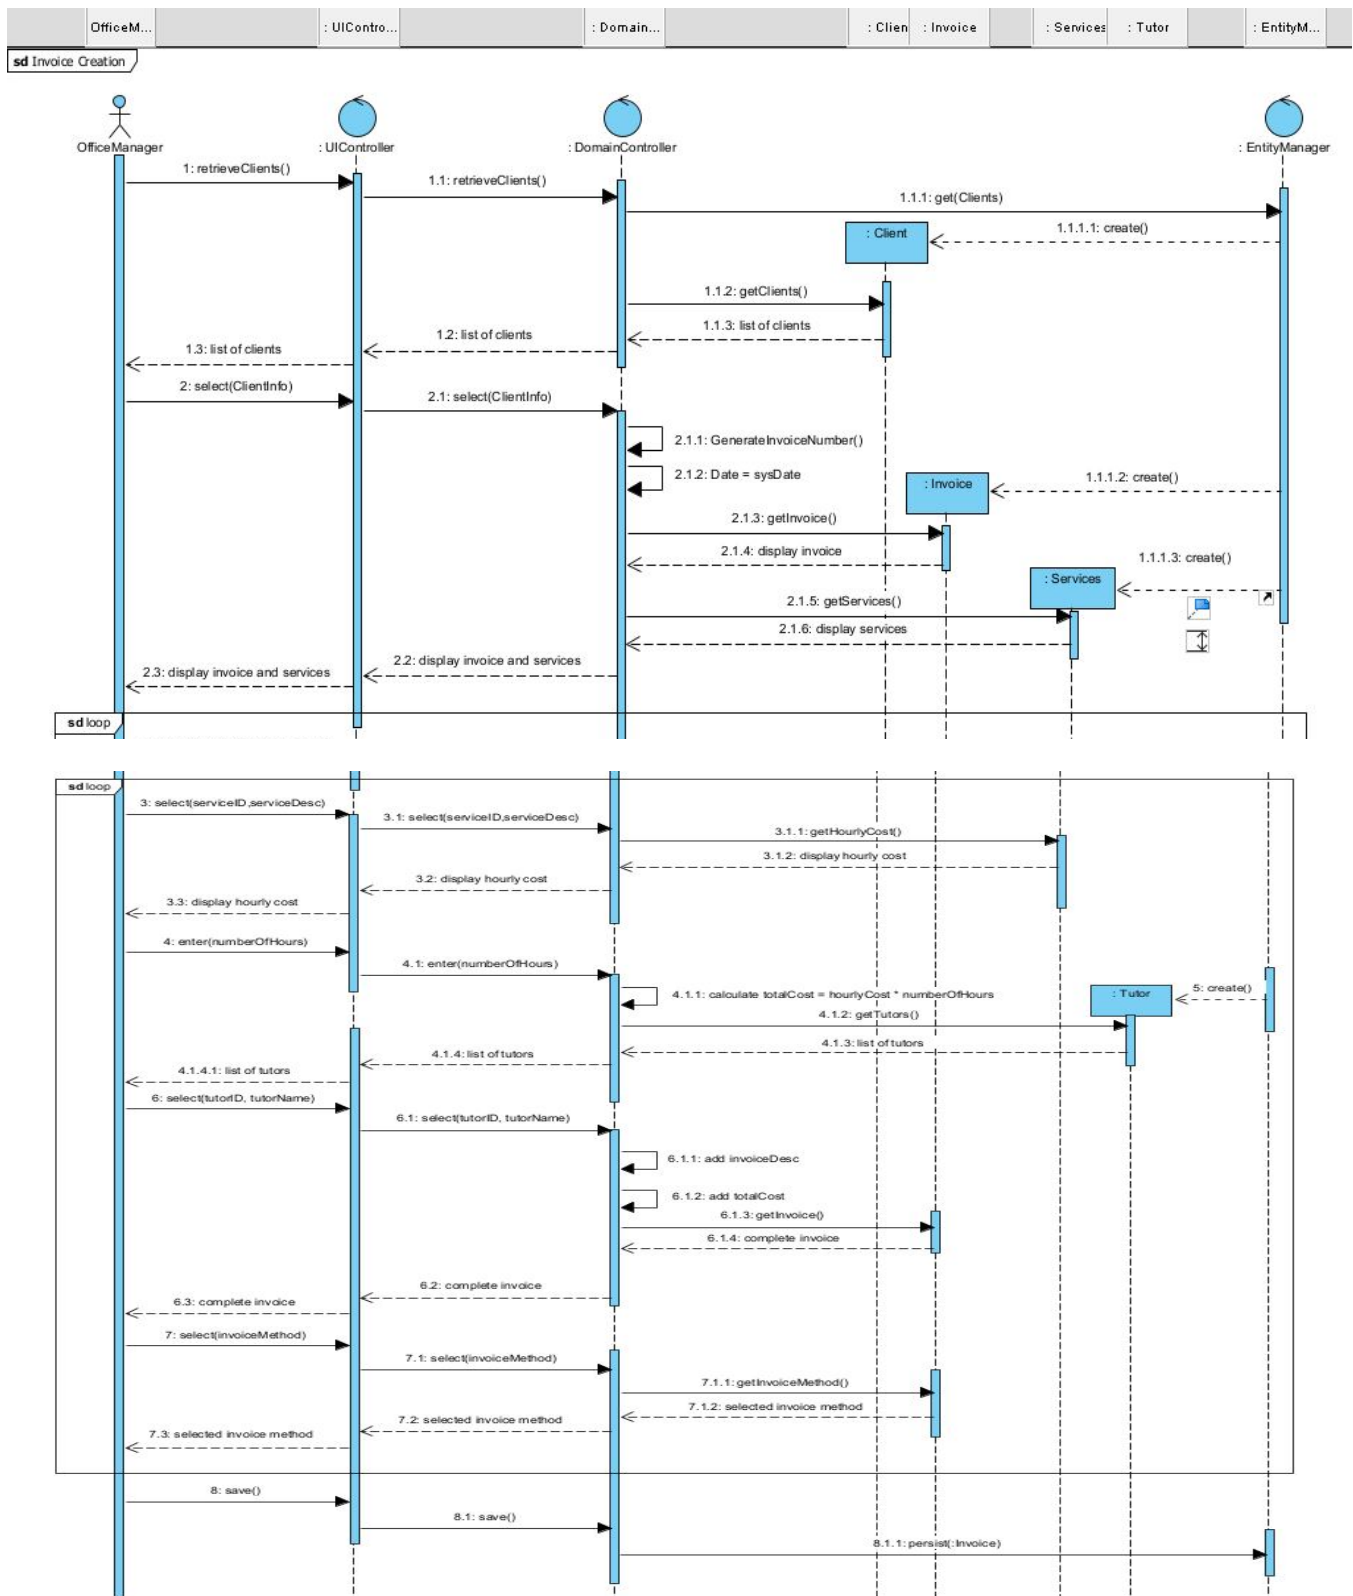 OfficeM...
: UIContro...
: Domain...
: Clien
: Invoice
: Services
: Tutor
: EntityM...
sd Invoice Creation
OfficeManager
: UIController
: DomainController
: EntityManager
1: retrieveClients()
1.1: retrieveClients()
1.1.1: get(Clients)
: Client
1.1.1.1: create()
1.1.2: getClients()
1.1.3: list of clients
1.2: list of clients
1.3: list of clients
2: select(ClientInfo)
2.1: select(ClientInfo)
2.1.1: GenerateInvoiceNumber()
2.1.2: Date = sysDate
: Invoice
1.1.1.2: create()
2.1.3: getInvoice()
2.1.4: display invoice
1.1.1.3: create()
: Services
2.1.5: getServices()
2.1.6: display services
2.2: display invoice and services
2.3: display invoice and services
sd loop
sd loop
3: select(serviceID,serviceDesc)
3.1: select(serviceID,serviceDesc)
3.1.1: getHourlyCost()
3.1.2: display hourly cost
3.2: display hourly cost
3.3: display hourly cost
4: enter(numberOfHours)
4.1: enter(numberOfHours)
4.1.1: calculate totalCost = hourlyCost * numberOfHours
: Tutor
5: create()
4.1.2: getTutors()
4.1.3: list of tutors
4.1.4: list of tutors
4.1.4.1: list of tutors
6: select(tutorID, tutorName)
6.1: select(tutorID, tutorName)
6.1.1: add invoiceDesc
6.1.2: add totalCost
6.1.3: getInvoice()
6.1.4: complete invoice
6.2: complete invoice
6.3: complete invoice
7: select(invoiceMethod)
7.1: select(invoiceMethod)
7.1.1: getInvoiceMethod()
7.1.2: selected invoice method
7.2: selected invoice method
7.3: selected invoice method
8: save()
8.1: save()
8.1.1: persist(:Invoice)